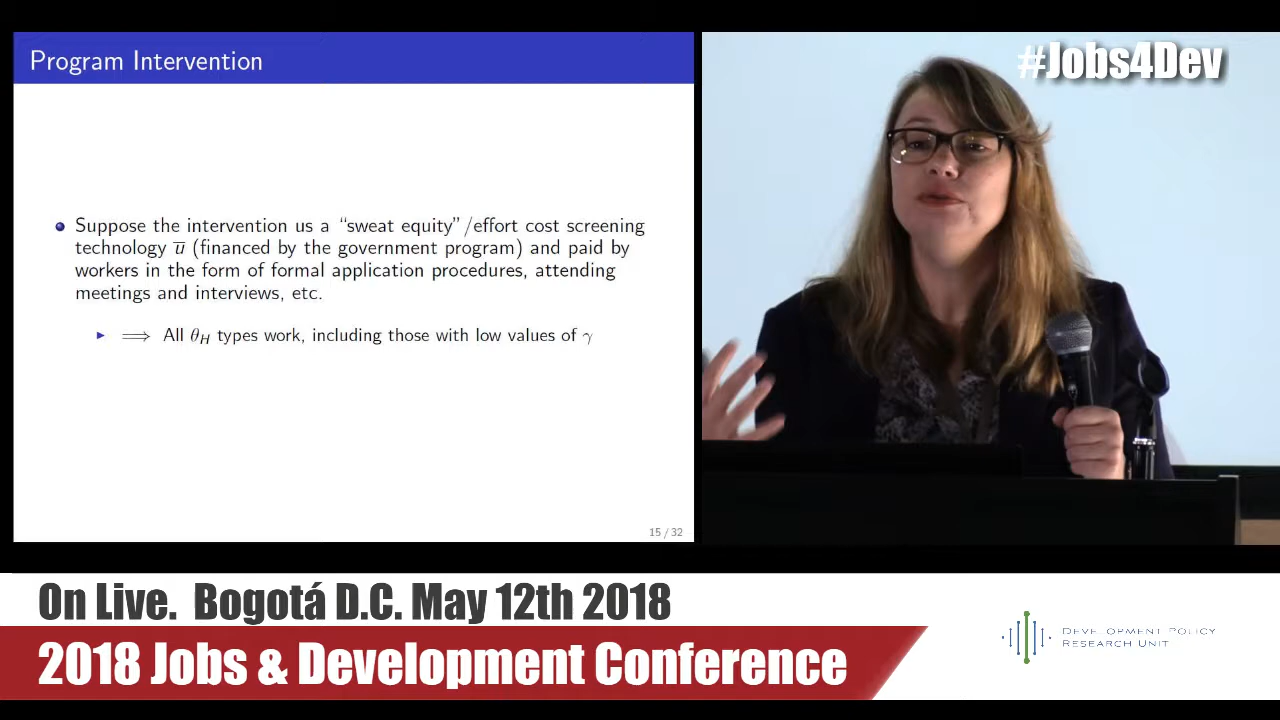 Program Intervention
#Jobs4Dev
Suppose the intervention us a “sweat equity”/effort cost screening
technology u̅ (financed by the government program) and paid by
workers in the form of formal application procedures, attending
meetings and interviews, etc.
⟹ All θ_H types work, including those with low values of γ
15 / 32
On Live. Bogotá D.C. May 12th 2018
2018 Jobs & Development Conference
DEVELOPMENT POLICY
RESEARCH UNIT